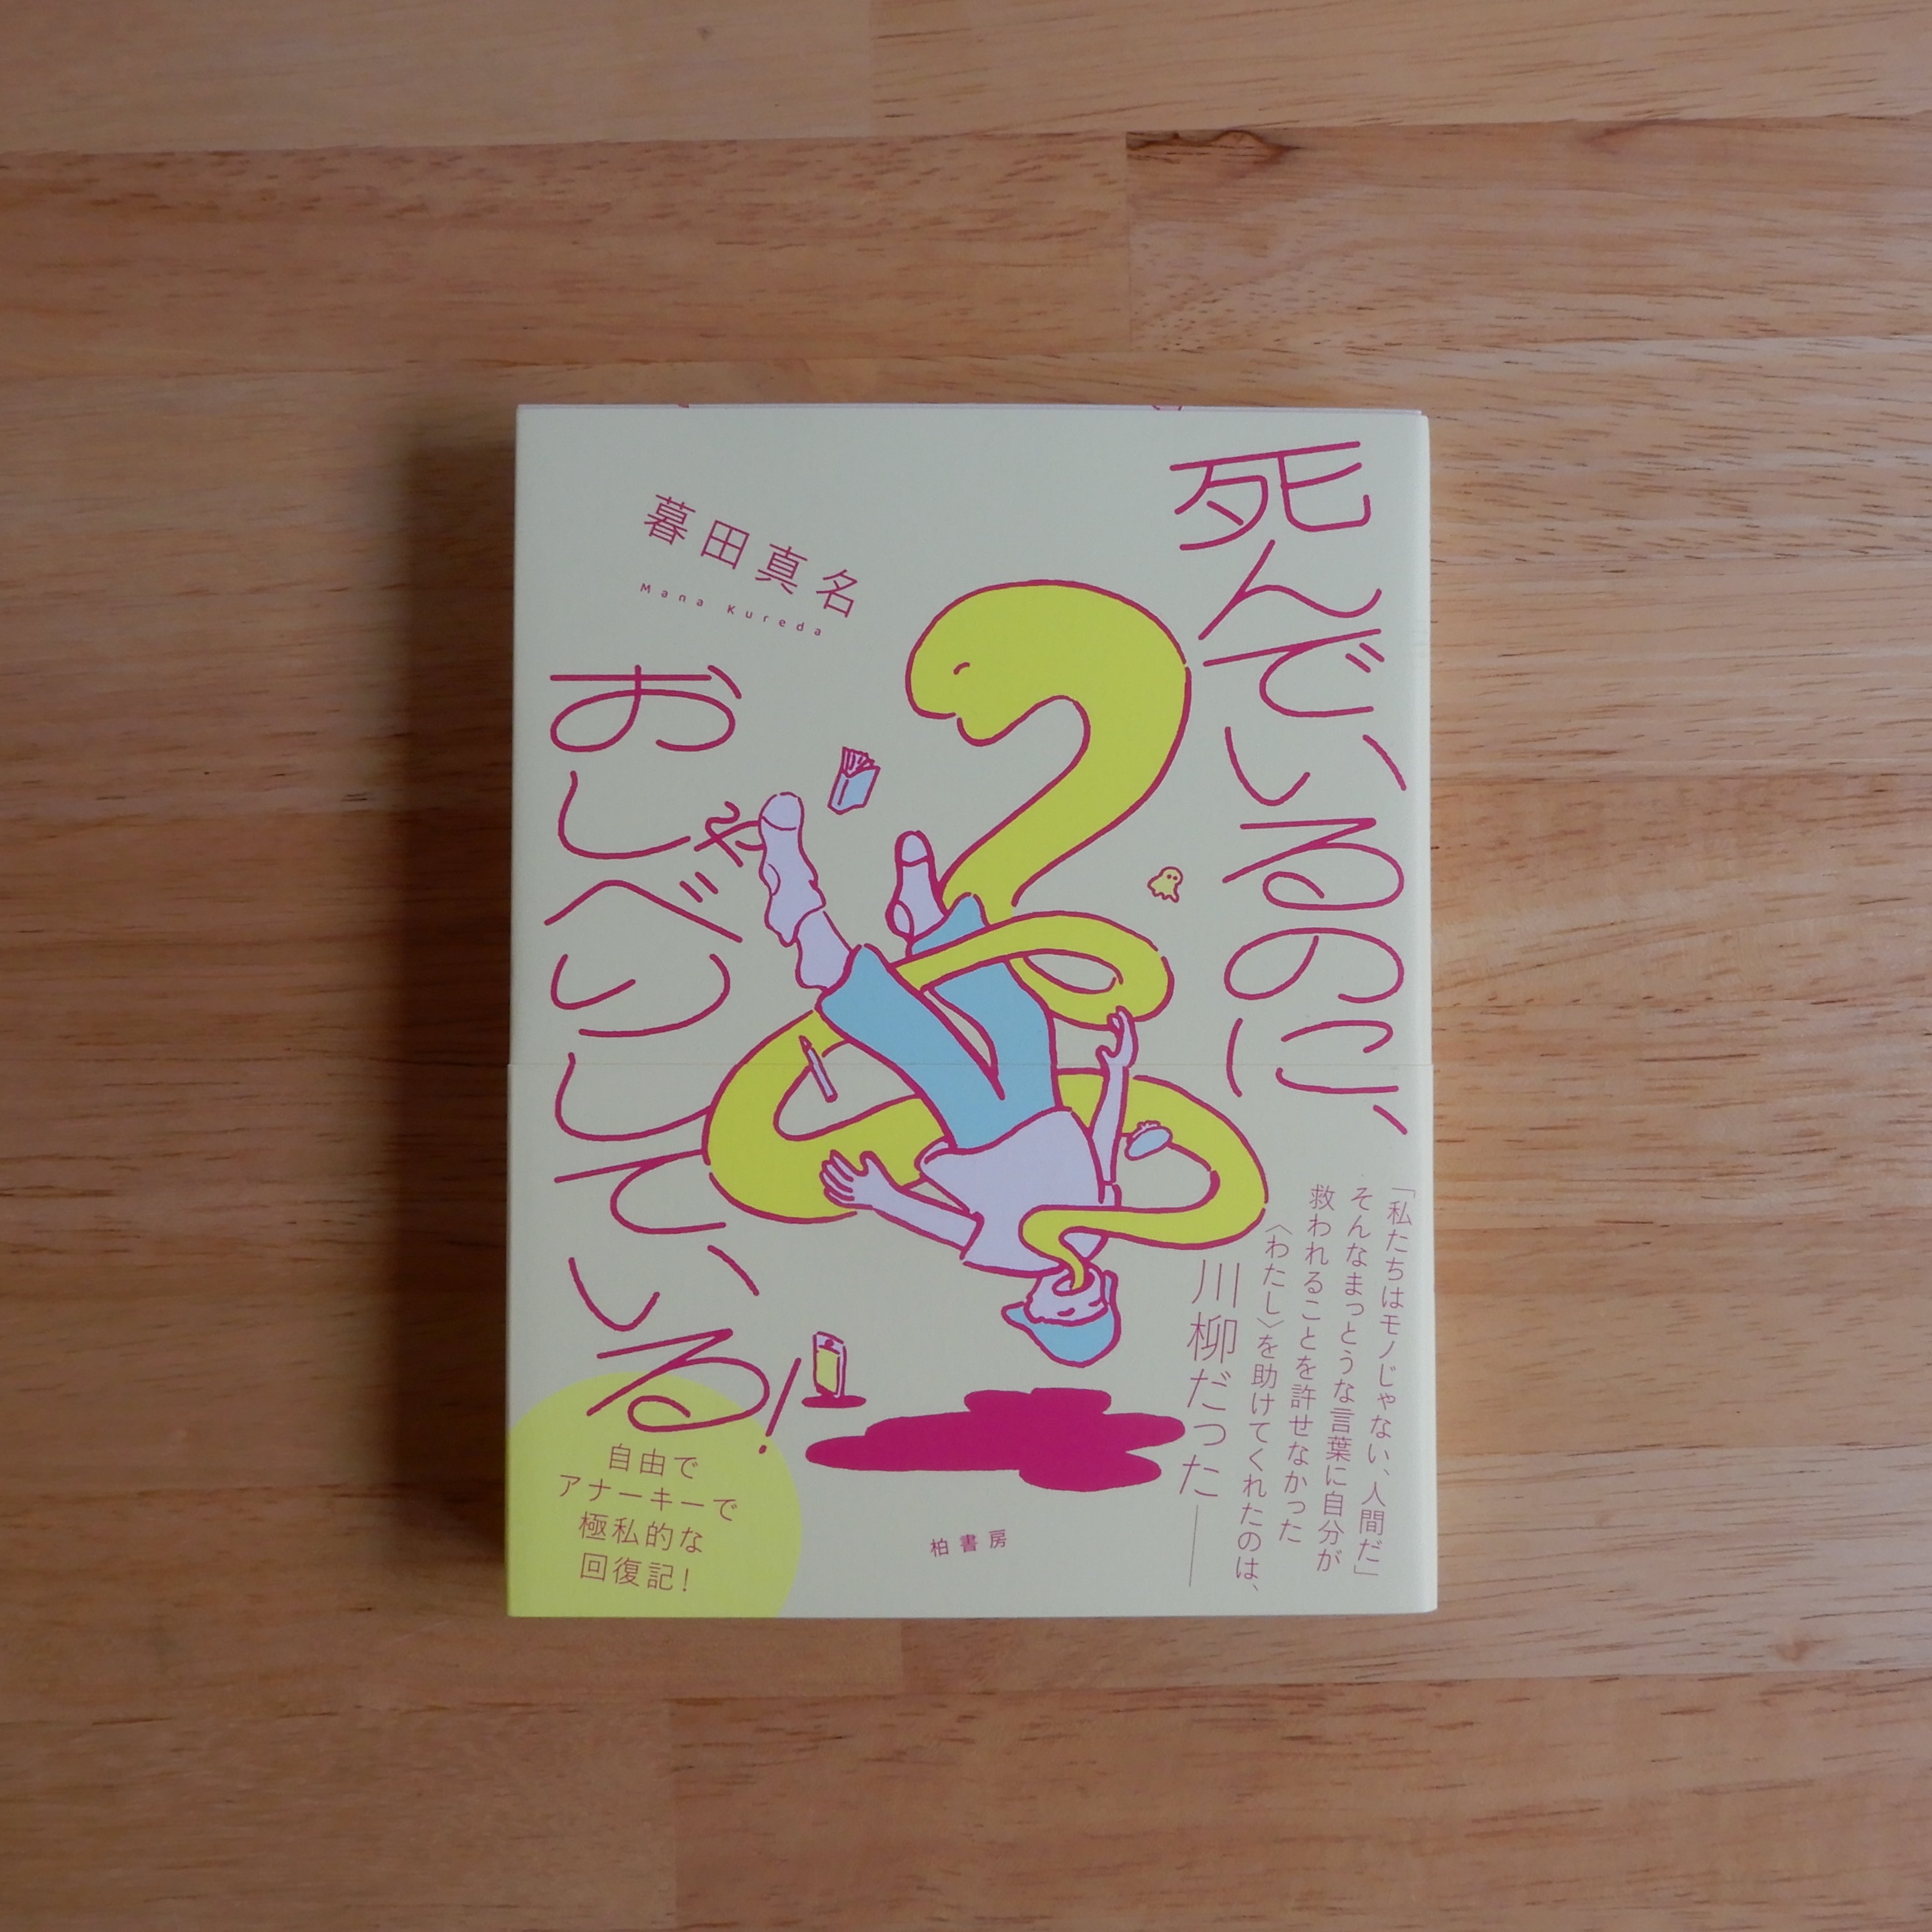 死んでいるのに、
おしゃべりしている！
暮田真名
Mana Kureda
「私たちはモノじゃない、人間だ」
そんなまっとうな言葉に自分が
救われることを許せなかった
〈わたし〉を助けてくれたのは、
川柳だった——
自由で
アナーキーで
極私的な
回復記！
柏書房